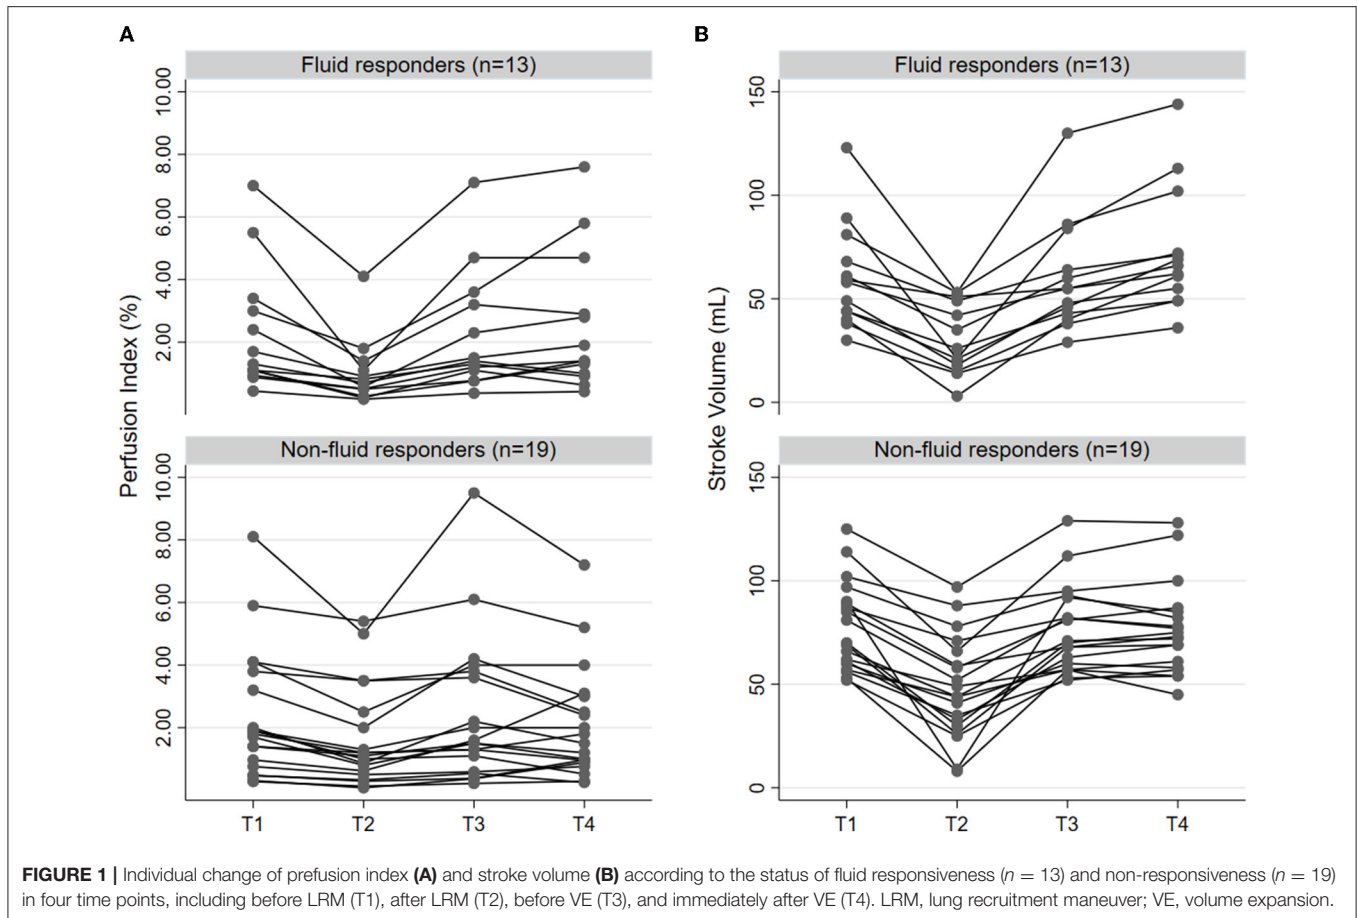 A
Fluid responders (n=13)
10.00
8.00
6.00
4.00
2.00
Non-fluid responders (n=19)
10.00
8.00
6.00
4.00
2.00
Perfusion Index (%)
T1 T2 T3 T4
B
Fluid responders (n=13)
150
100
50
0
Non-fluid responders (n=19)
150
100
50
0
Stroke Volume (mL)
T1 T2 T3 T4
FIGURE 1 | Individual change of prefusion index (A) and stroke volume (B) according to the status of fluid responsiveness (n = 13) and non-responsiveness (n = 19)
in four time points, including before LRM (T1), after LRM (T2), before VE (T3), and immediately after VE (T4). LRM, lung recruitment maneuver; VE, volume expansion.